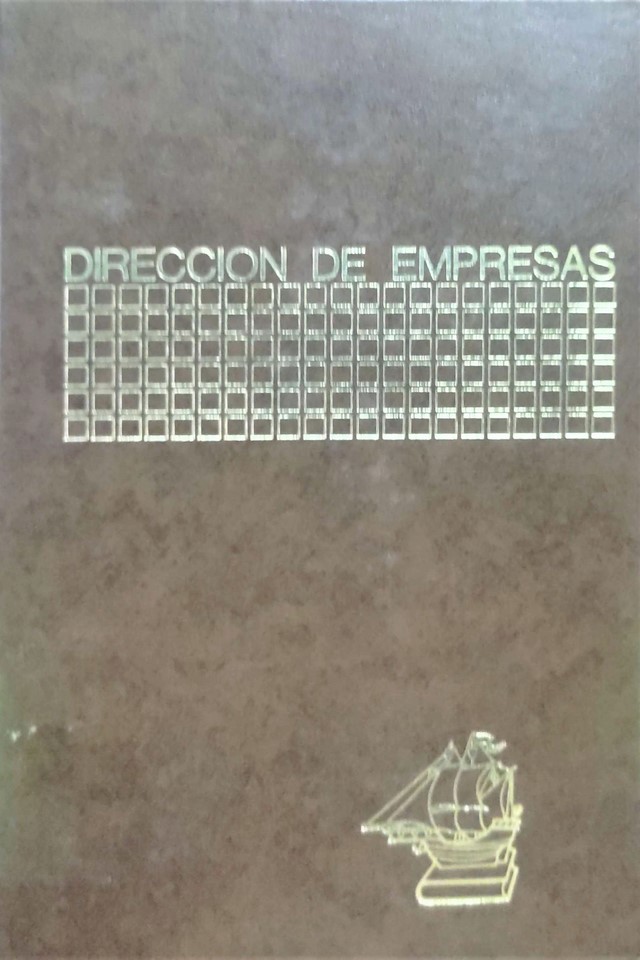 DIRECCION DE EMPRESAS